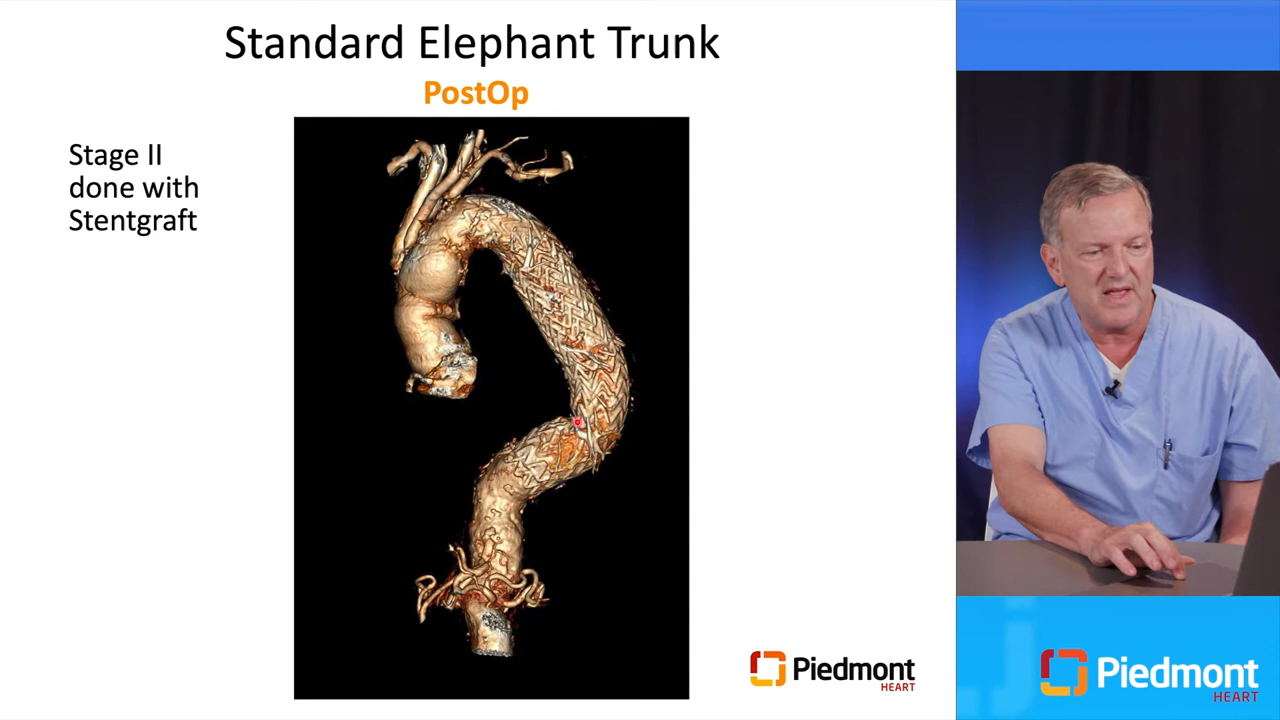 Standard Elephant Trunk
PostOp
Stage II
done with
Stentgraft
Piedmont
HEART
Piedmont
HEART